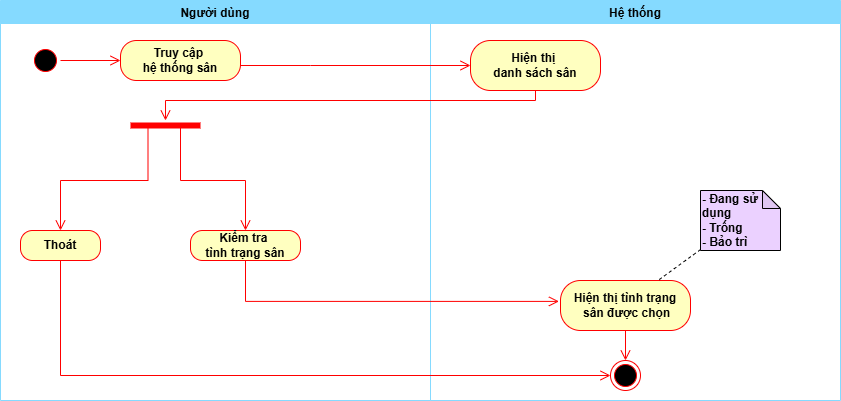 Người dùng
Hệ thống
Truy cập
hệ thống sân
Hiện thị
danh sách sân
Thoát
Kiểm tra
tình trạng sân
- Đang sử
dụng
- Trống
- Bảo trì
Hiện thị tình trạng
sân được chọn